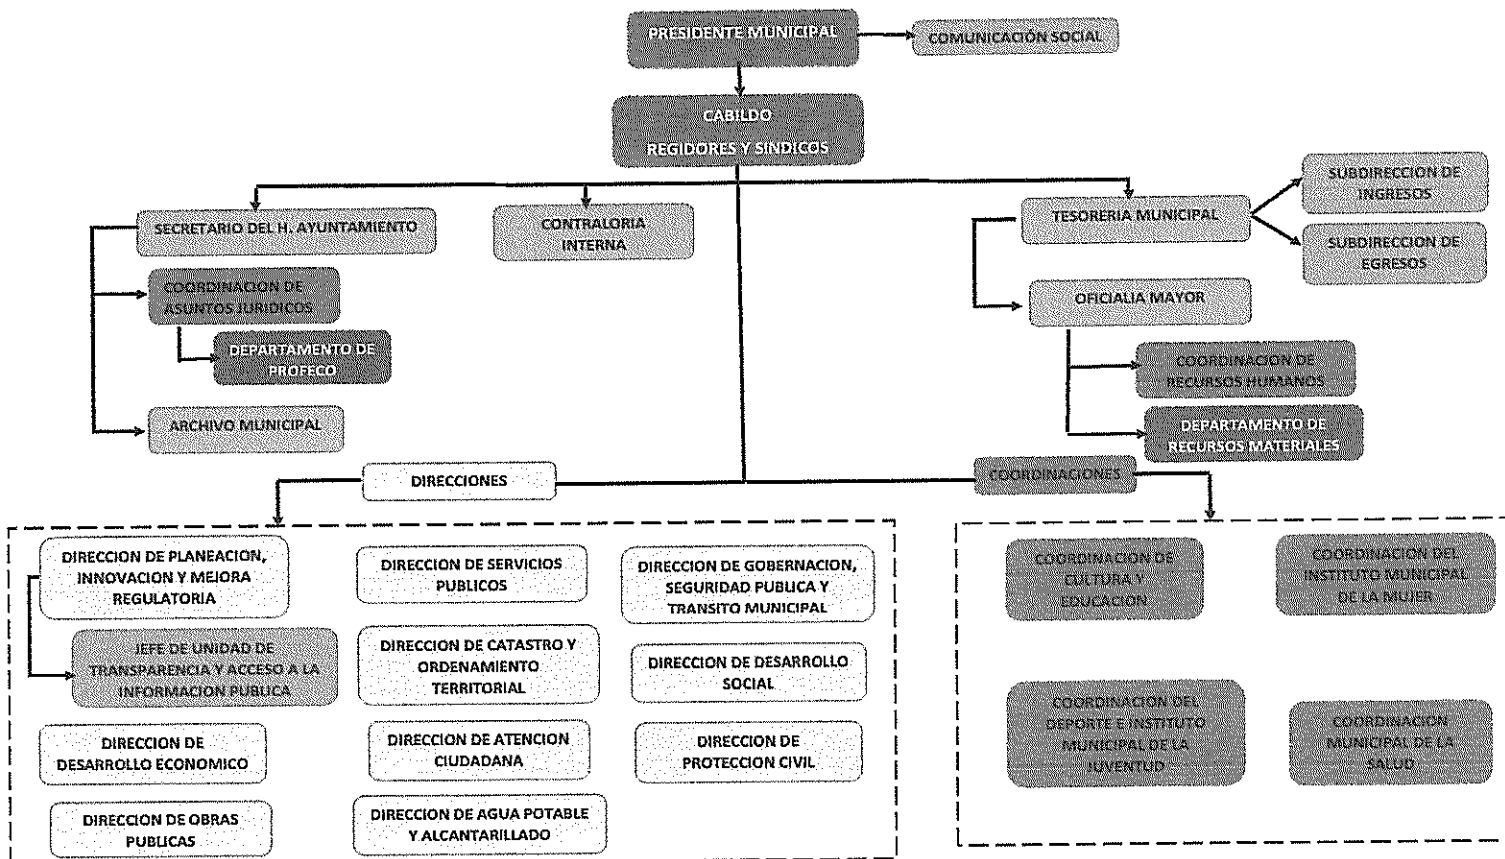 PRESIDENTE MUNICIPAL
COMUNICACIÓN SOCIAL
CABILDO
REGIDORES Y SINDICOS
SECRETARIO DEL H. AYUNTAMIENTO
CONTRALORIA
INTERNA
TESORERIA MUNICIPAL
SUBDIRECCION DE
INGRESOS
SUBDIRECCION DE
EGRESOS
COORDINACION DE
ASUNTOS JURIDICOS
DEPARTAMENTO DE
PROFECO
ARCHIVO MUNICIPAL
OFICIALIA MAYOR
COORDINACION DE
RECURSOS HUMANOS
DEPARTAMENTO DE
RECURSOS MATERIALES
DIRECCIONES
COORDINACIONES
DIRECCION DE PLANEACION,
INNOVACION Y MEJORA
REGULATORIA
JEFE DE UNIDAD DE
TRANSPARENCIA Y ACCESO A LA
INFORMACION PUBLICA
DIRECCION DE
DESARROLLO ECONOMICO
DIRECCION DE OBRAS
PUBLICAS
DIRECCION DE SERVICIOS
PUBLICOS
DIRECCION DE CATASTRO Y
ORDENAMIENTO
TERRITORIAL
DIRECCION DE ATENCION
CIUDADANA
DIRECCION DE AGUA POTABLE
Y ALCANTARILLADO
DIRECCION DE GOBERNACION,
SEGURIDAD PUBLICA Y
TRANSITO MUNICIPAL
DIRECCION DE DESARROLLO
SOCIAL
DIRECCION DE
PROTECCION CIVIL
COORDINACION DE
CULTURA Y
EDUCACION
COORDINACION DEL
INSTITUTO MUNICIPAL
DE LA MUJER
COORDINACION DEL
DEPORTE E INSTITUTO
MUNICIPAL DE LA
JUVENTUD
COORDINACION
MUNICIPAL DE LA
SALUD